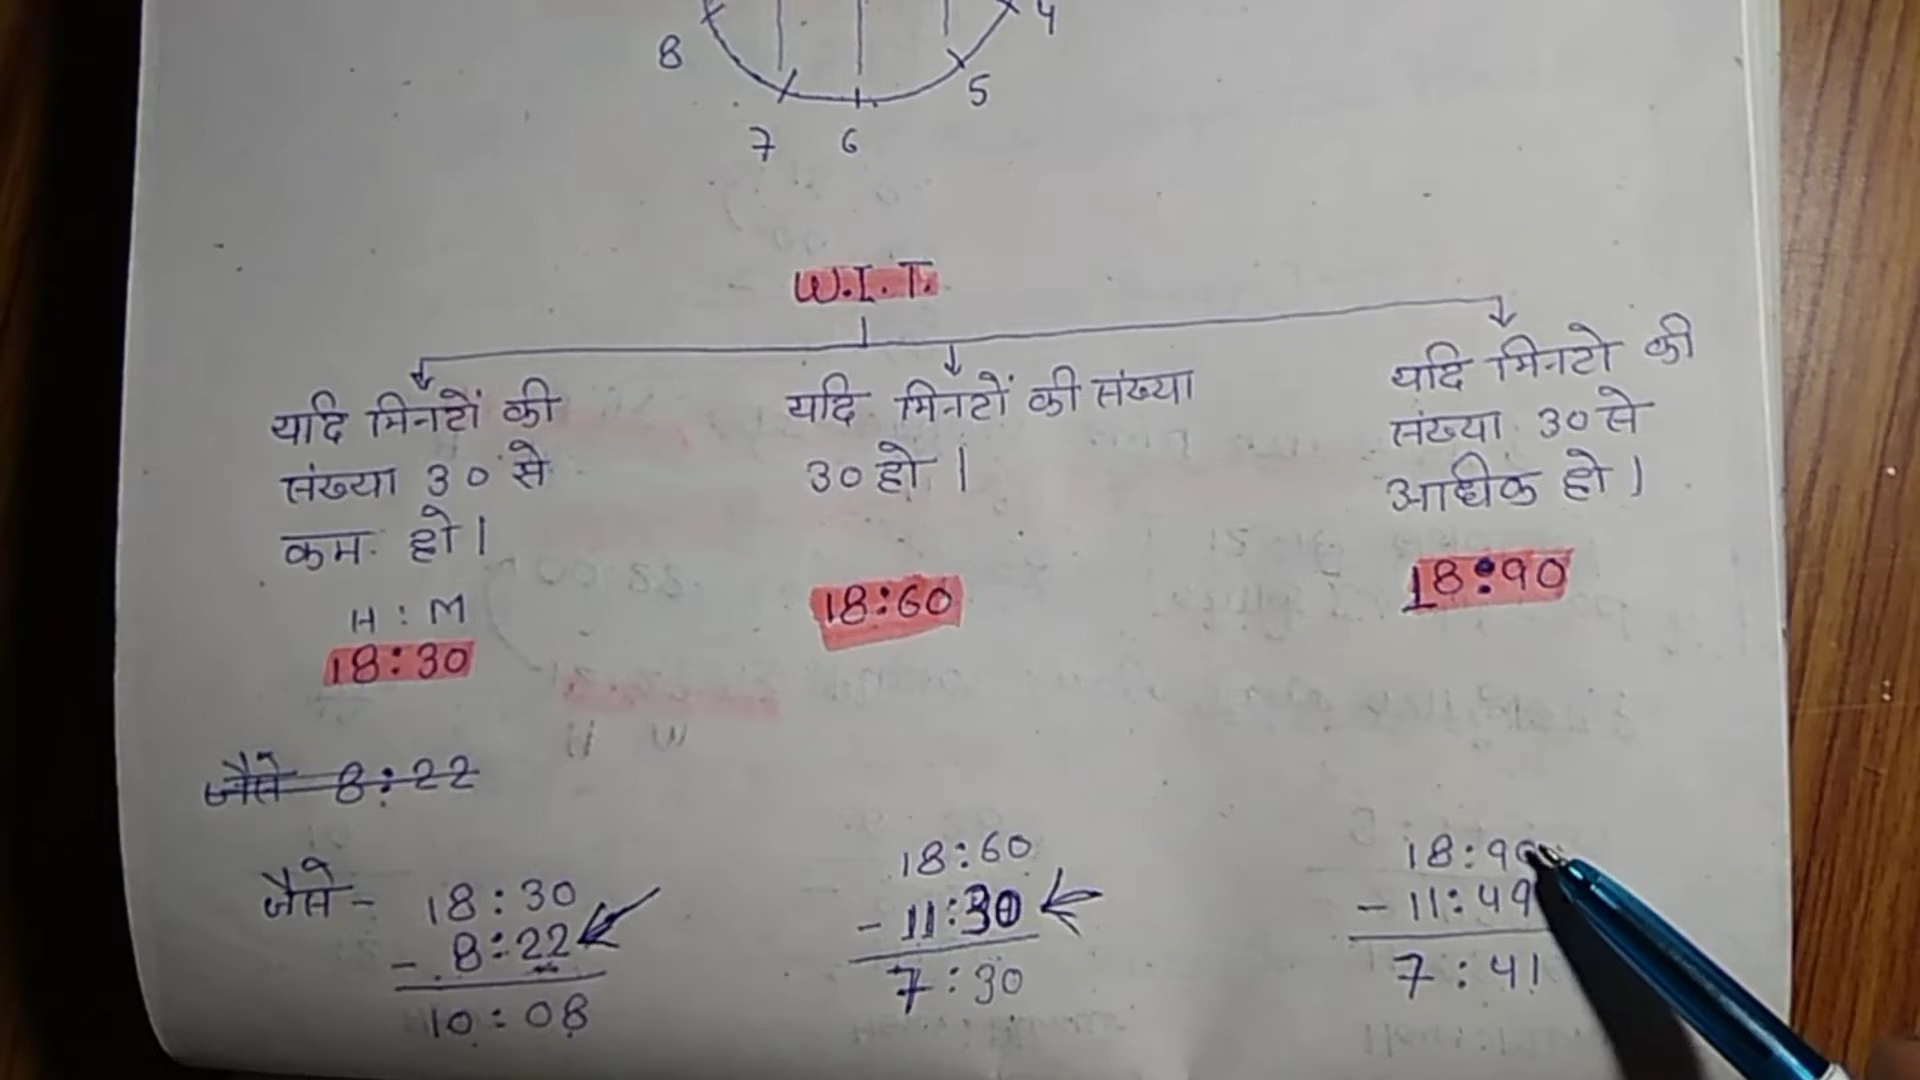 8
4
5
7 6
W.I.T.
यदि मिनटों की
संख्या 30 से
कम हो।
H : M
18:30
यदि मिनटों की संख्या
30 हो।
18:60
यदि मिनटो की
संख्या 30 से
अधिक हो।
18:90
जैसे 8:22
जैसे - 18:30
- 8:22
10:08
18:60
- 11:30
7:30
18:90
- 11:49
7:41